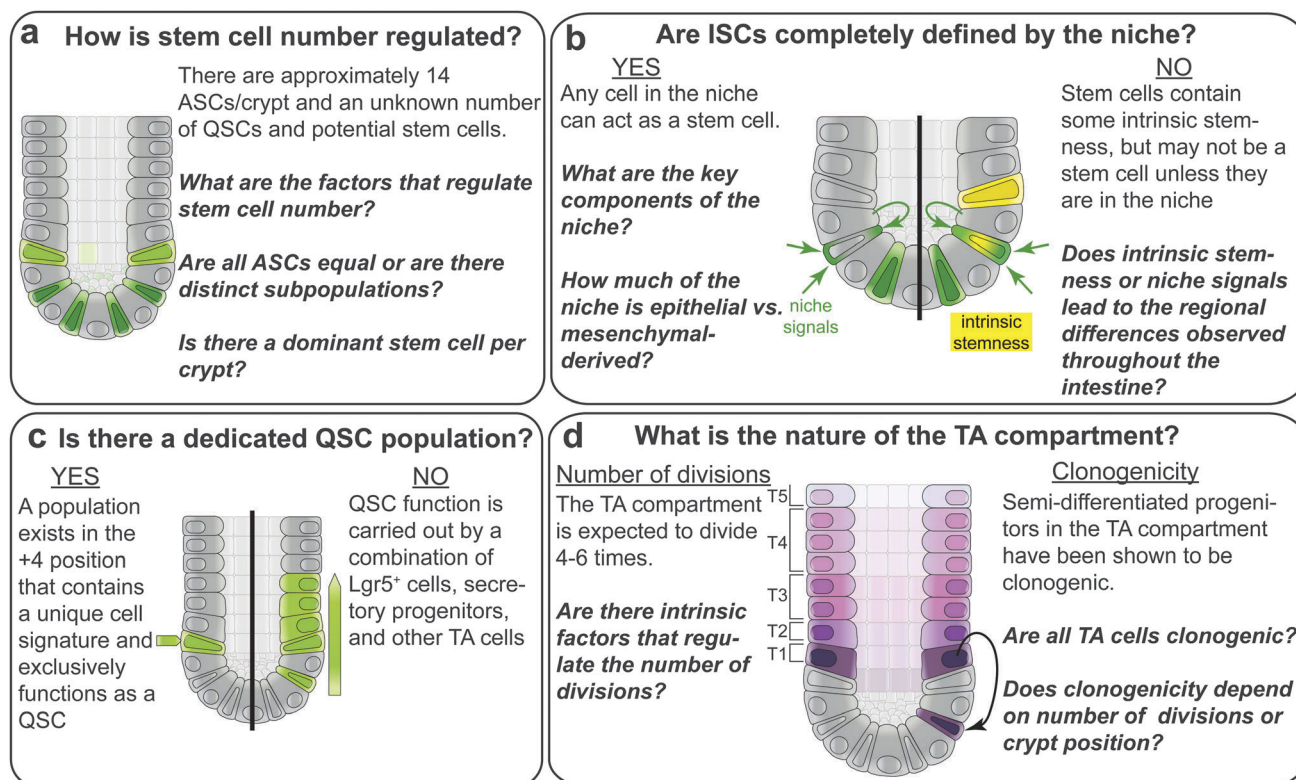 a How is stem cell number regulated?
There are approximately 14
ASCs/crypt and an unknown number
of QSCs and potential stem cells.
What are the factors that regulate
stem cell number?
Are all ASCs equal or are there
distinct subpopulations?
Is there a dominant stem cell per
crypt?
b Are ISCs completely defined by the niche?
YES
Any cell in the niche
can act as a stem cell.
What are the key
components of the
niche?
How much of the
niche is epithelial vs.
mesenchymal-
derived?
niche
signals
intrinsic
stemness
NO
Stem cells contain
some intrinsic stem-
ness, but may not be a
stem cell unless they
are in the niche
Does intrinsic stem-
ness or niche signals
lead to the regional
differences observed
throughout the
intestine?
c Is there a dedicated QSC population?
YES
A population
exists in the
+4 position
that contains
a unique cell
signature and
exclusively
functions as a
QSC
NO
QSC function is
carried out by a
combination of
Lgr5+ cells, secre-
tory progenitors,
and other TA cells
d What is the nature of the TA compartment?
Number of divisions
The TA compartment
is expected to divide
4-6 times.
Are there intrinsic
factors that regu-
late the number of
divisions?
T5
T4
T3
T2
T1
Clonogenicity
Semi-differentiated progeni-
tors in the TA compartment
have been shown to be
clonogenic.
Are all TA cells clonogenic?
Does clonogenicity depend
on number of divisions or
crypt position?